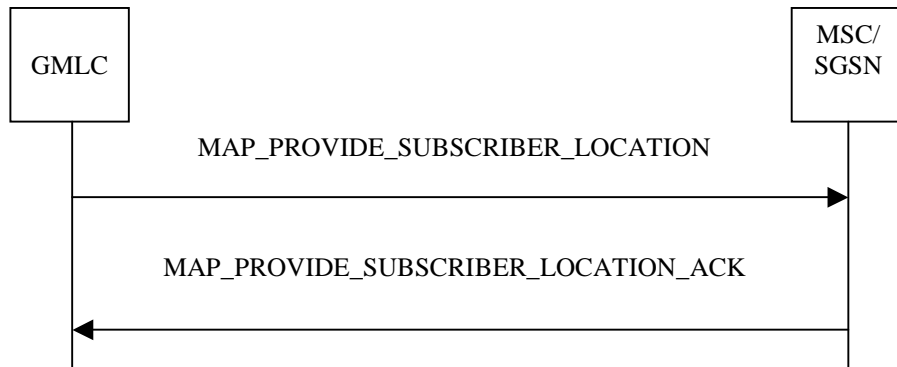 GMLC
MSC/
SGSN
MAP_PROVIDE_SUBSCRIBER_LOCATION
MAP_PROVIDE_SUBSCRIBER_LOCATION_ACK